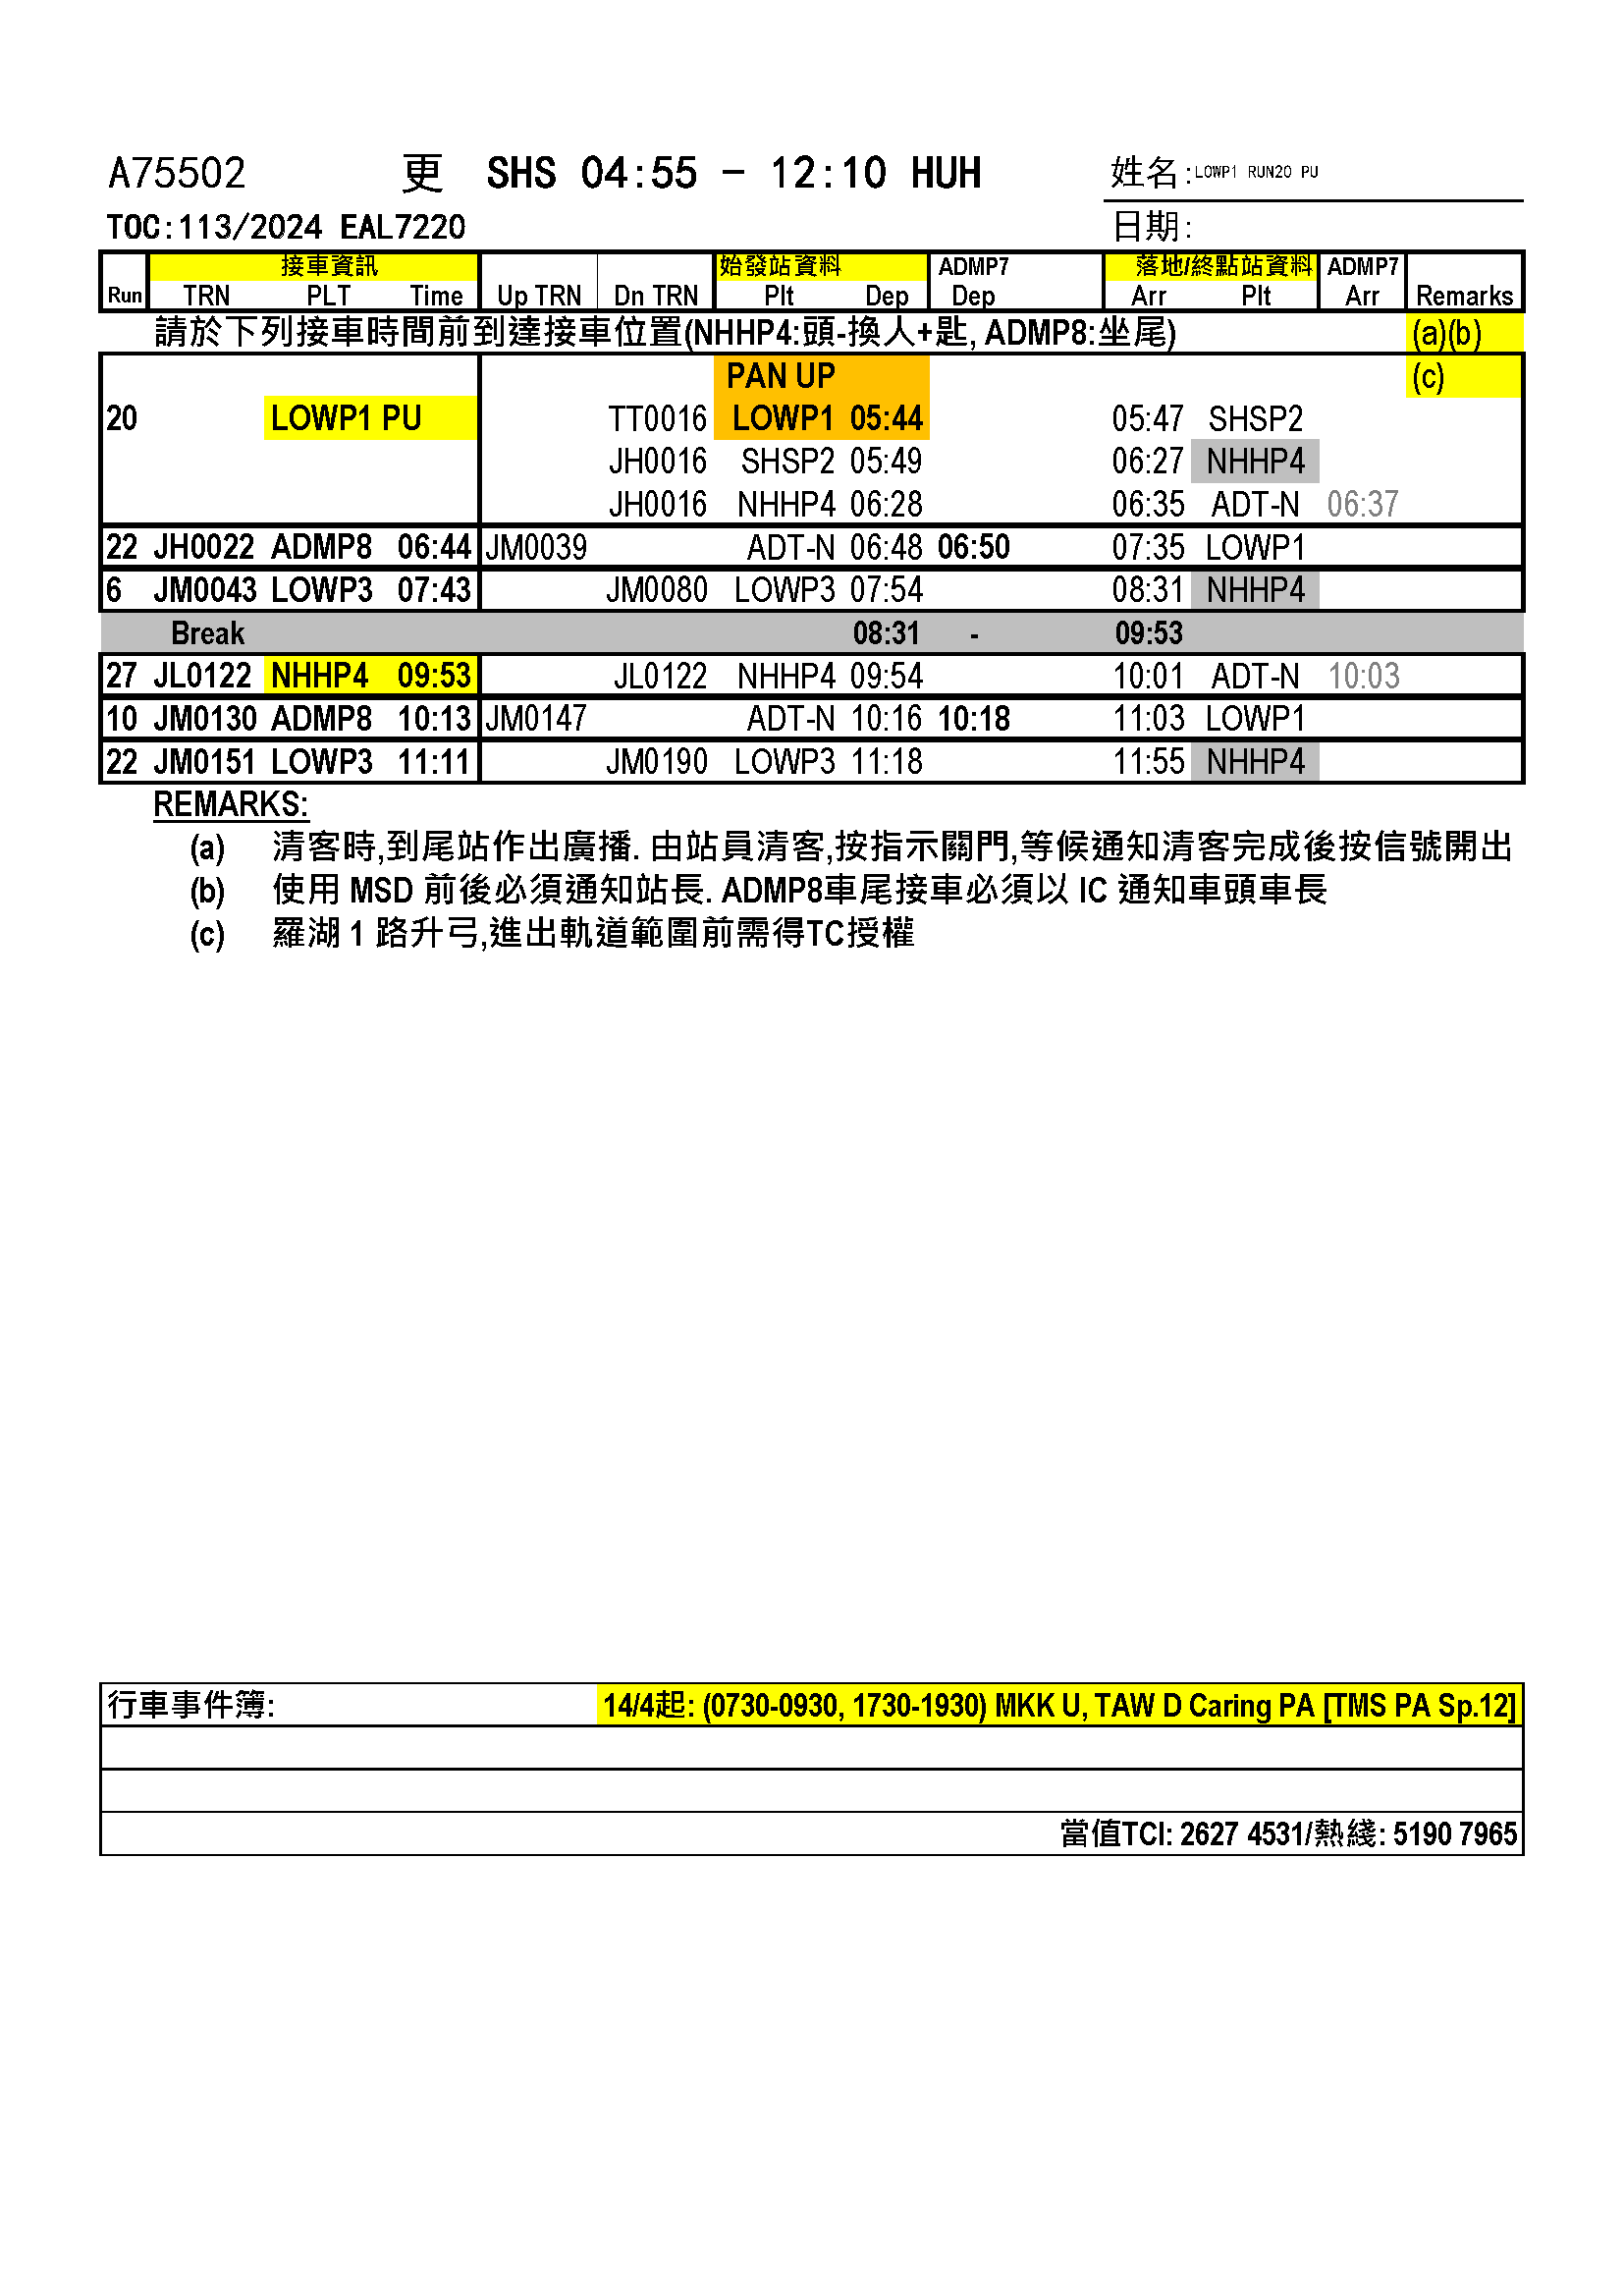 A75502 更 SHS 04:55 - 12:10 HUH 姓名:LOWP1 RUN20 PU
TOC:113/2024 EAL7220 日期:
接車資訊 始發站資料 ADMP7 落地/終點站資料 ADMP7
Run TRN PLT Time Up TRN Dn TRN Plt Dep Dep Arr Plt Arr Remarks
請於下列接車時間前到達接車位置(NHHP4:頭-換人+匙, ADMP8:坐尾) (a)(b)
PAN UP (c)
20 LOWP1 PU TT0016 LOWP1 05:44 05:47 SHSP2
JH0016 SHSP2 05:49 06:27 NHHP4
JH0016 NHHP4 06:28 06:35 ADT-N 06:37
22 JH0022 ADMP8 06:44 JM0039 ADT-N 06:48 06:50 07:35 LOWP1
6 JM0043 LOWP3 07:43 JM0080 LOWP3 07:54 08:31 NHHP4
Break 08:31 - 09:53
27 JL0122 NHHP4 09:53 JL0122 NHHP4 09:54 10:01 ADT-N 10:03
10 JM0130 ADMP8 10:13 JM0147 ADT-N 10:16 10:18 11:03 LOWP1
22 JM0151 LOWP3 11:11 JM0190 LOWP3 11:18 11:55 NHHP4
REMARKS:
(a) 清客時,到尾站作出廣播. 由站員清客,按指示關門,等候通知清客完成後按信號開出
(b) 使用 MSD 前後必須通知站長. ADMP8車尾接車必須以 IC 通知車頭車長
(c) 羅湖 1 路升弓,進出軌道範圍前需得TC授權
行車事件簿: 14/4起: (0730-0930, 1730-1930) MKK U, TAW D Caring PA [TMS PA Sp.12]
當值TCI: 2627 4531/熱綫: 5190 7965